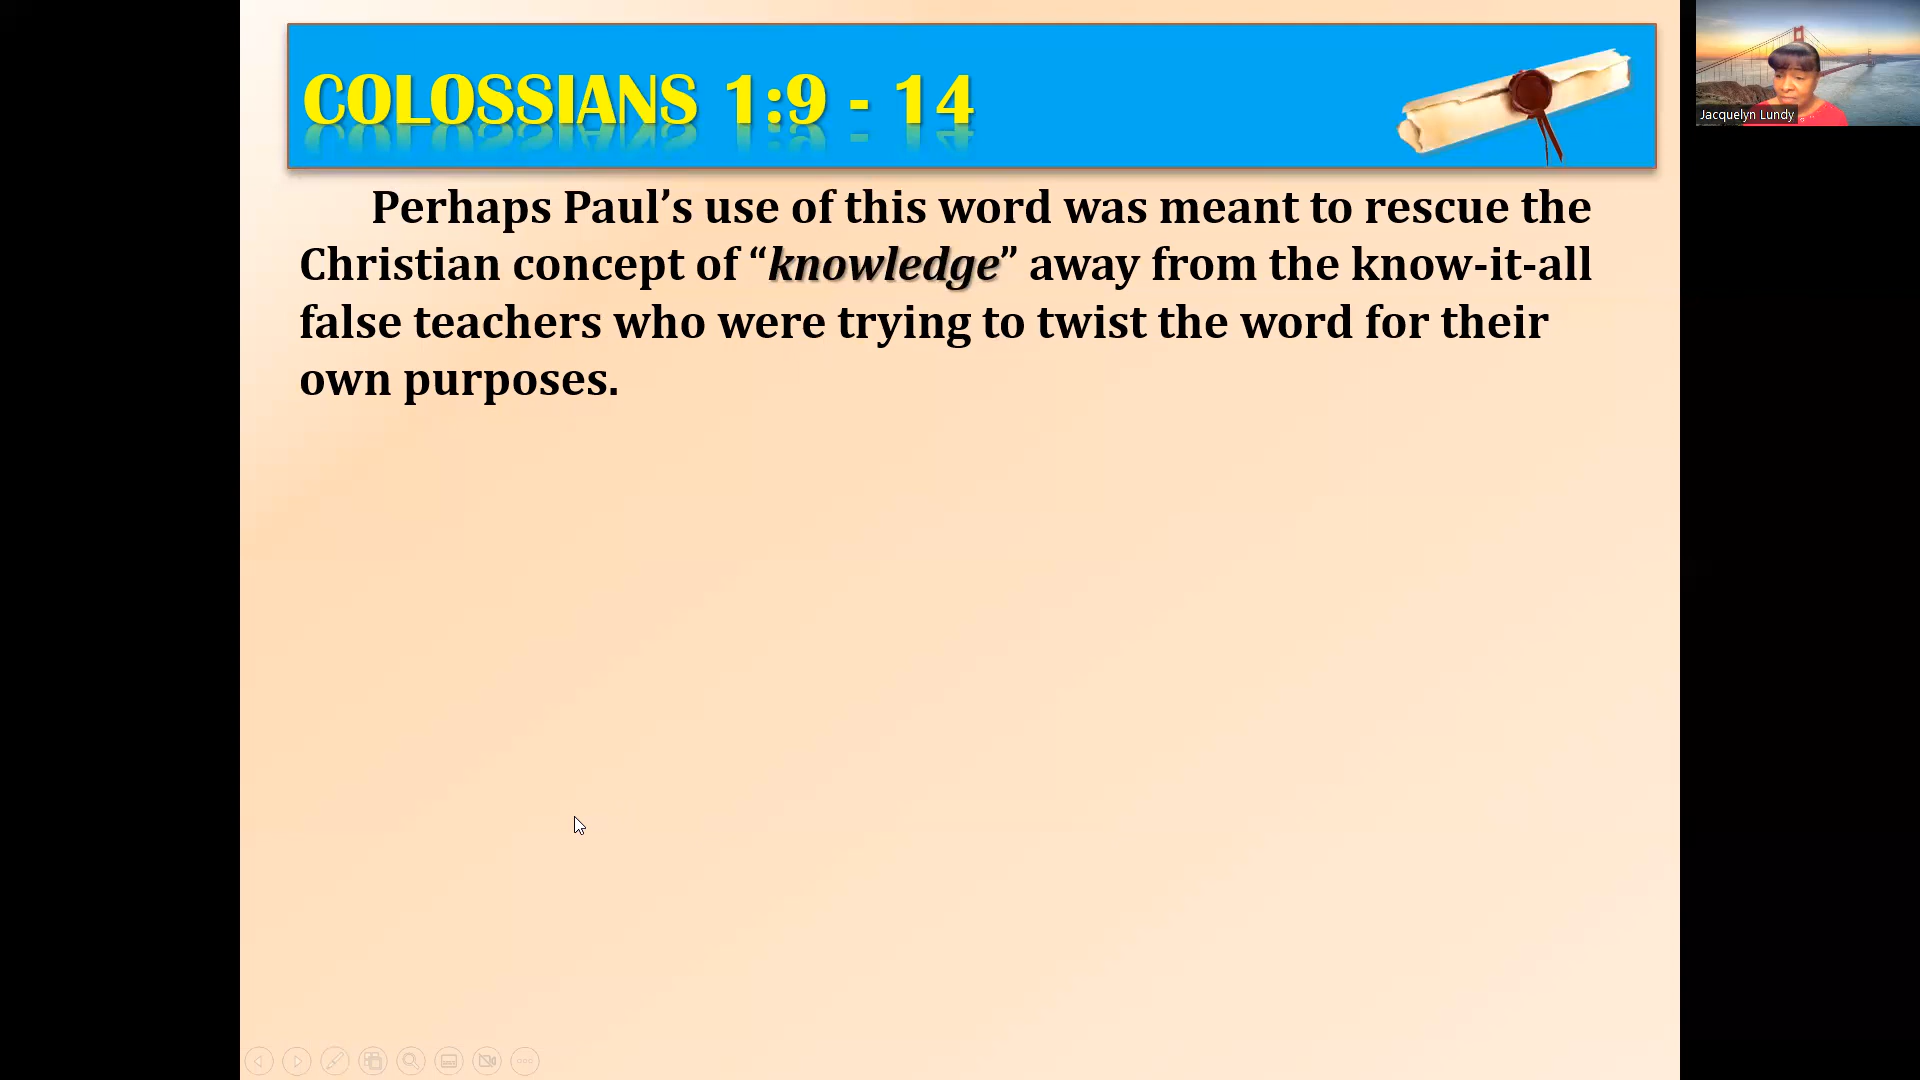 COLOSSIANS 1:9 - 14
Jacquelyn Lundy
Perhaps Paul’s use of this word was meant to rescue the
Christian concept of “knowledge” away from the know-it-all
false teachers who were trying to twist the word for their
own purposes.